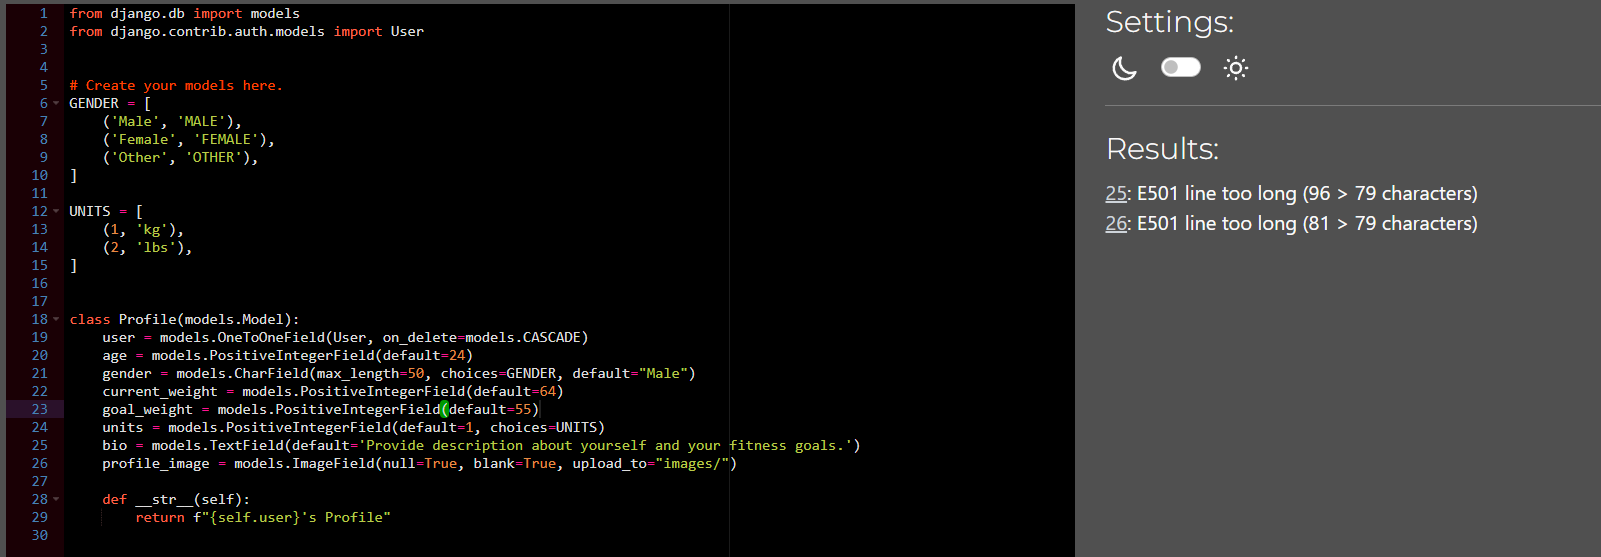 1 from django.db import models
2 from django.contrib.auth.models import User
3
4
5 # Create your models here.
6 GENDER = [
7     ('Male', 'MALE'),
8     ('Female', 'FEMALE'),
9     ('Other', 'OTHER'),
10 ]
11
12 UNITS = [
13     (1, 'kg'),
14     (2, 'lbs'),
15 ]
16
17
18 class Profile(models.Model):
19     user = models.OneToOneField(User, on_delete=models.CASCADE)
20     age = models.PositiveIntegerField(default=24)
21     gender = models.CharField(max_length=50, choices=GENDER, default="Male")
22     current_weight = models.PositiveIntegerField(default=64)
23     goal_weight = models.PositiveIntegerField(default=55)
24     units = models.PositiveIntegerField(default=1, choices=UNITS)
25     bio = models.TextField(default='Provide description about yourself and your fitness goals.')
26     profile_image = models.ImageField(null=True, blank=True, upload_to="images/")
27
28     def __str__(self):
29         return f"{self.user}'s Profile"
30
Settings:
Results:
25: E501 line too long (96 > 79 characters)
26: E501 line too long (81 > 79 characters)